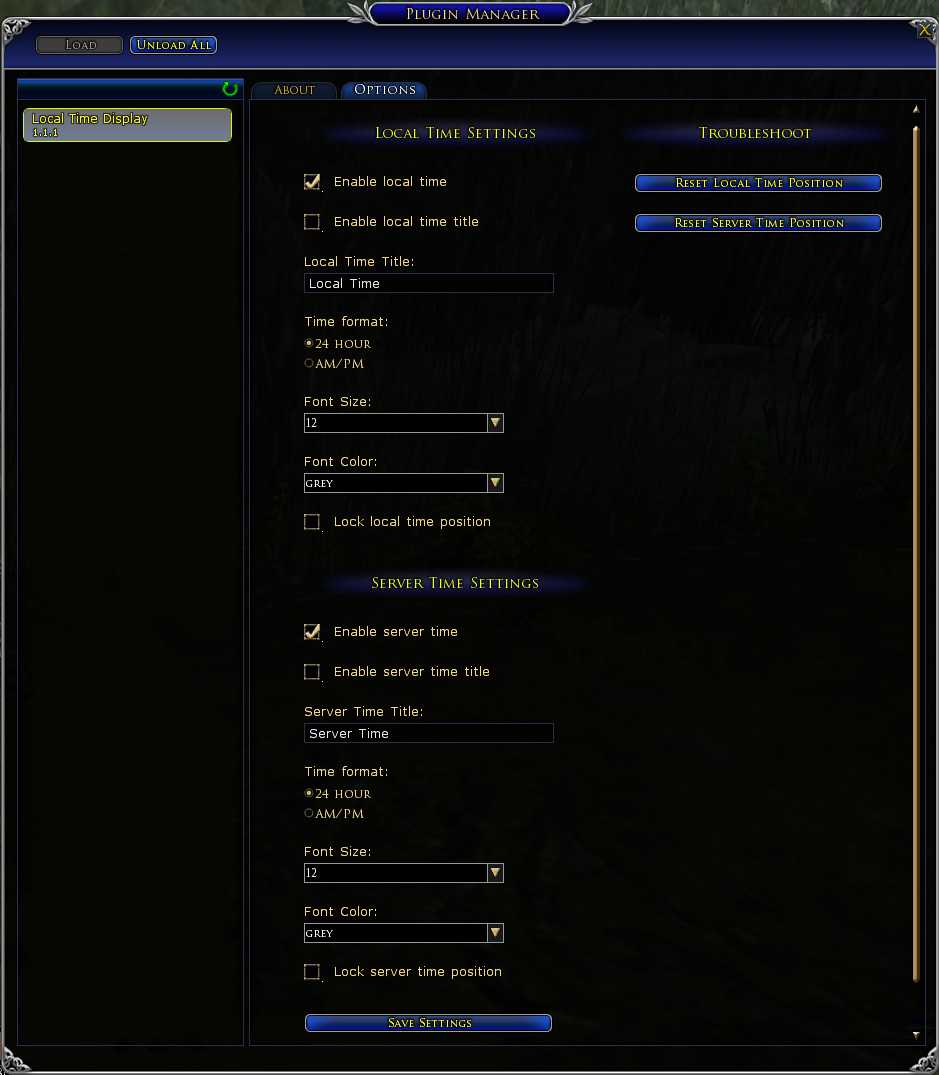 Plugin Manager
X
Load
Unload All
Local Time Display
1.1.1
About
Options
Local Time Settings
Troubleshoot
Enable local time
Reset Local Time Position
Enable local time title
Reset Server Time Position
Local Time Title:
Local Time
Time format:
24 HOUR
AM/PM
Font Size:
12
Font Color:
GREY
Lock local time position
Server Time Settings
Enable server time
Enable server time title
Server Time Title:
Server Time
Time format:
24 HOUR
AM/PM
Font Size:
12
Font Color:
GREY
Lock server time position
Save Settings